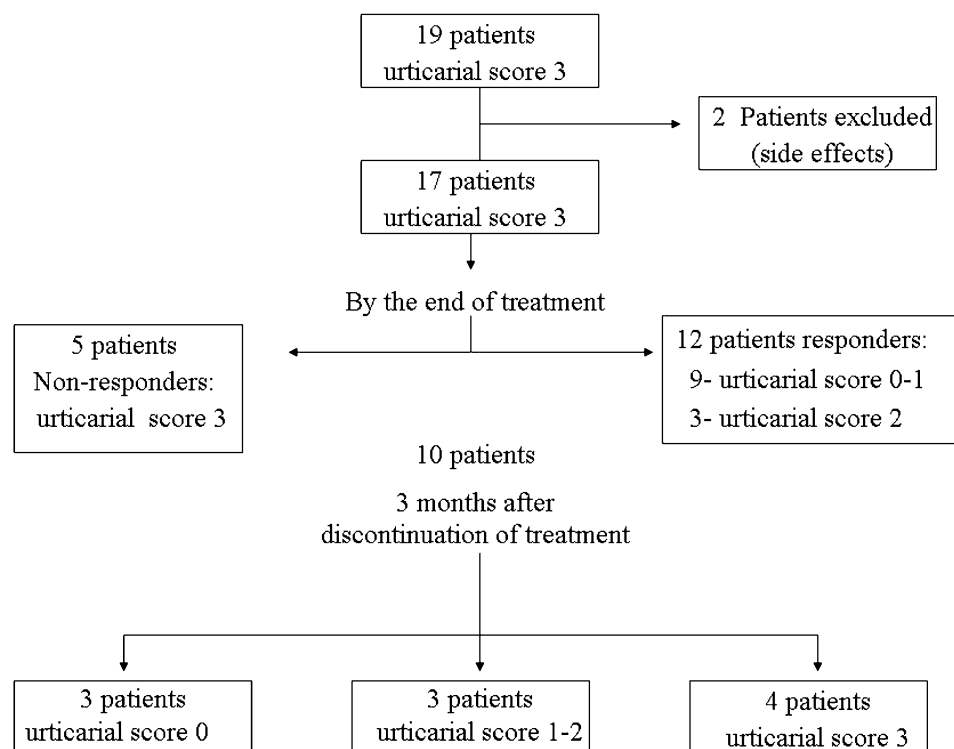 19 patients
urticarial score 3
2 Patients excluded
(side effects)
17 patients
urticarial score 3
By the end of treatment
5 patients
Non-responders:
urticarial score 3
12 patients responders:
9- urticarial score 0-1
3- urticarial score 2
10 patients
3 months after
discontinuation of treatment
3 patients
urticarial score 0
3 patients
urticarial score 1-2
4 patients
urticarial score 3